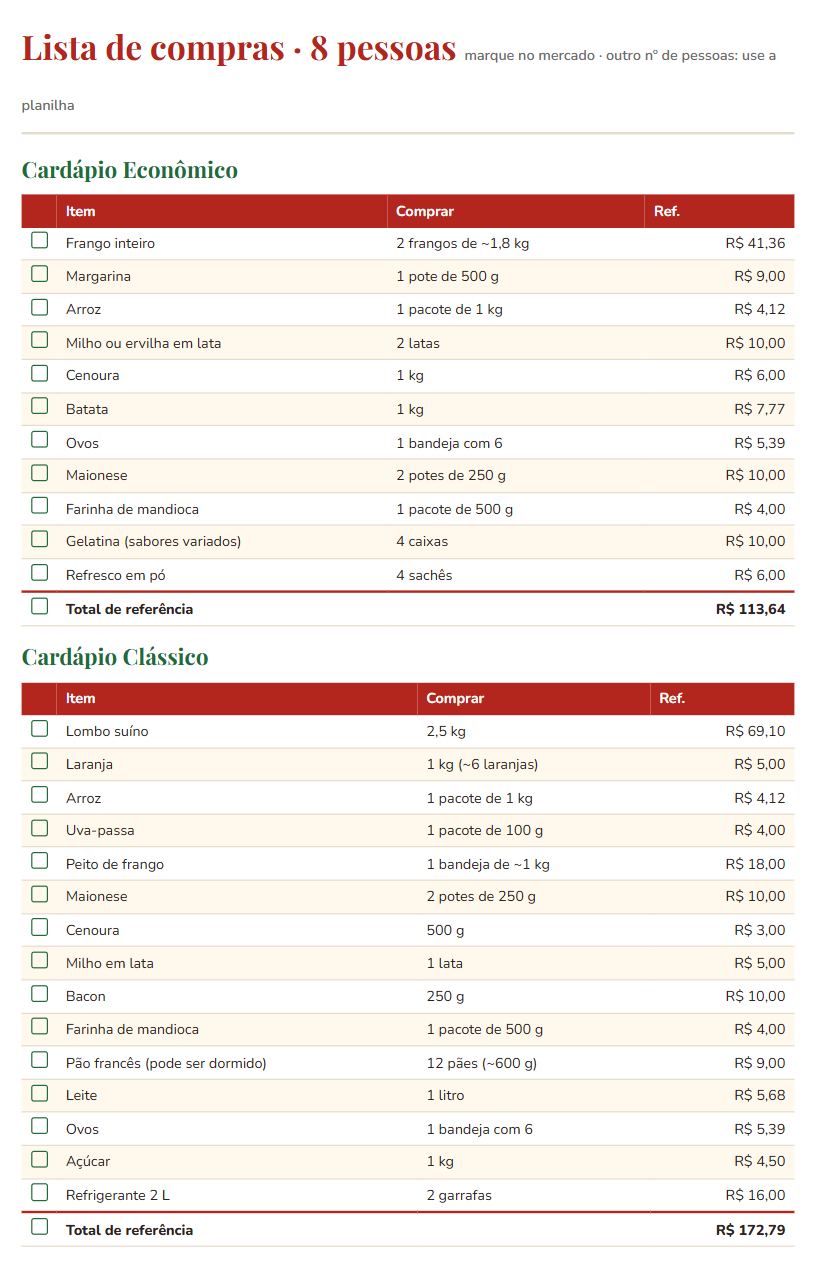 Lista de compras · 8 pessoas marque no mercado · outro nº de pessoas: use a
planilha
Cardápio Econômico
Item Comprar Ref.
Frango inteiro 2 frangos de ~1,8 kg R$ 41,36
Margarina 1 pote de 500 g R$ 9,00
Arroz 1 pacote de 1 kg R$ 4,12
Milho ou ervilha em lata 2 latas R$ 10,00
Cenoura 1 kg R$ 6,00
Batata 1 kg R$ 7,77
Ovos 1 bandeja com 6 R$ 5,39
Maionese 2 potes de 250 g R$ 10,00
Farinha de mandioca 1 pacote de 500 g R$ 4,00
Gelatina (sabores variados) 4 caixas R$ 10,00
Refresco em pó 4 sachês R$ 6,00
Total de referência R$ 113,64
Cardápio Clássico
Item Comprar Ref.
Lombo suíno 2,5 kg R$ 69,10
Laranja 1 kg (~6 laranjas) R$ 5,00
Arroz 1 pacote de 1 kg R$ 4,12
Uva-passa 1 pacote de 100 g R$ 4,00
Peito de frango 1 bandeja de ~1 kg R$ 18,00
Maionese 2 potes de 250 g R$ 10,00
Cenoura 500 g R$ 3,00
Milho em lata 1 lata R$ 5,00
Bacon 250 g R$ 10,00
Farinha de mandioca 1 pacote de 500 g R$ 4,00
Pão francês (pode ser dormido) 12 pães (~600 g) R$ 9,00
Leite 1 litro R$ 5,68
Ovos 1 bandeja com 6 R$ 5,39
Açúcar 1 kg R$ 4,50
Refrigerante 2 L 2 garrafas R$ 16,00
Total de referência R$ 172,79